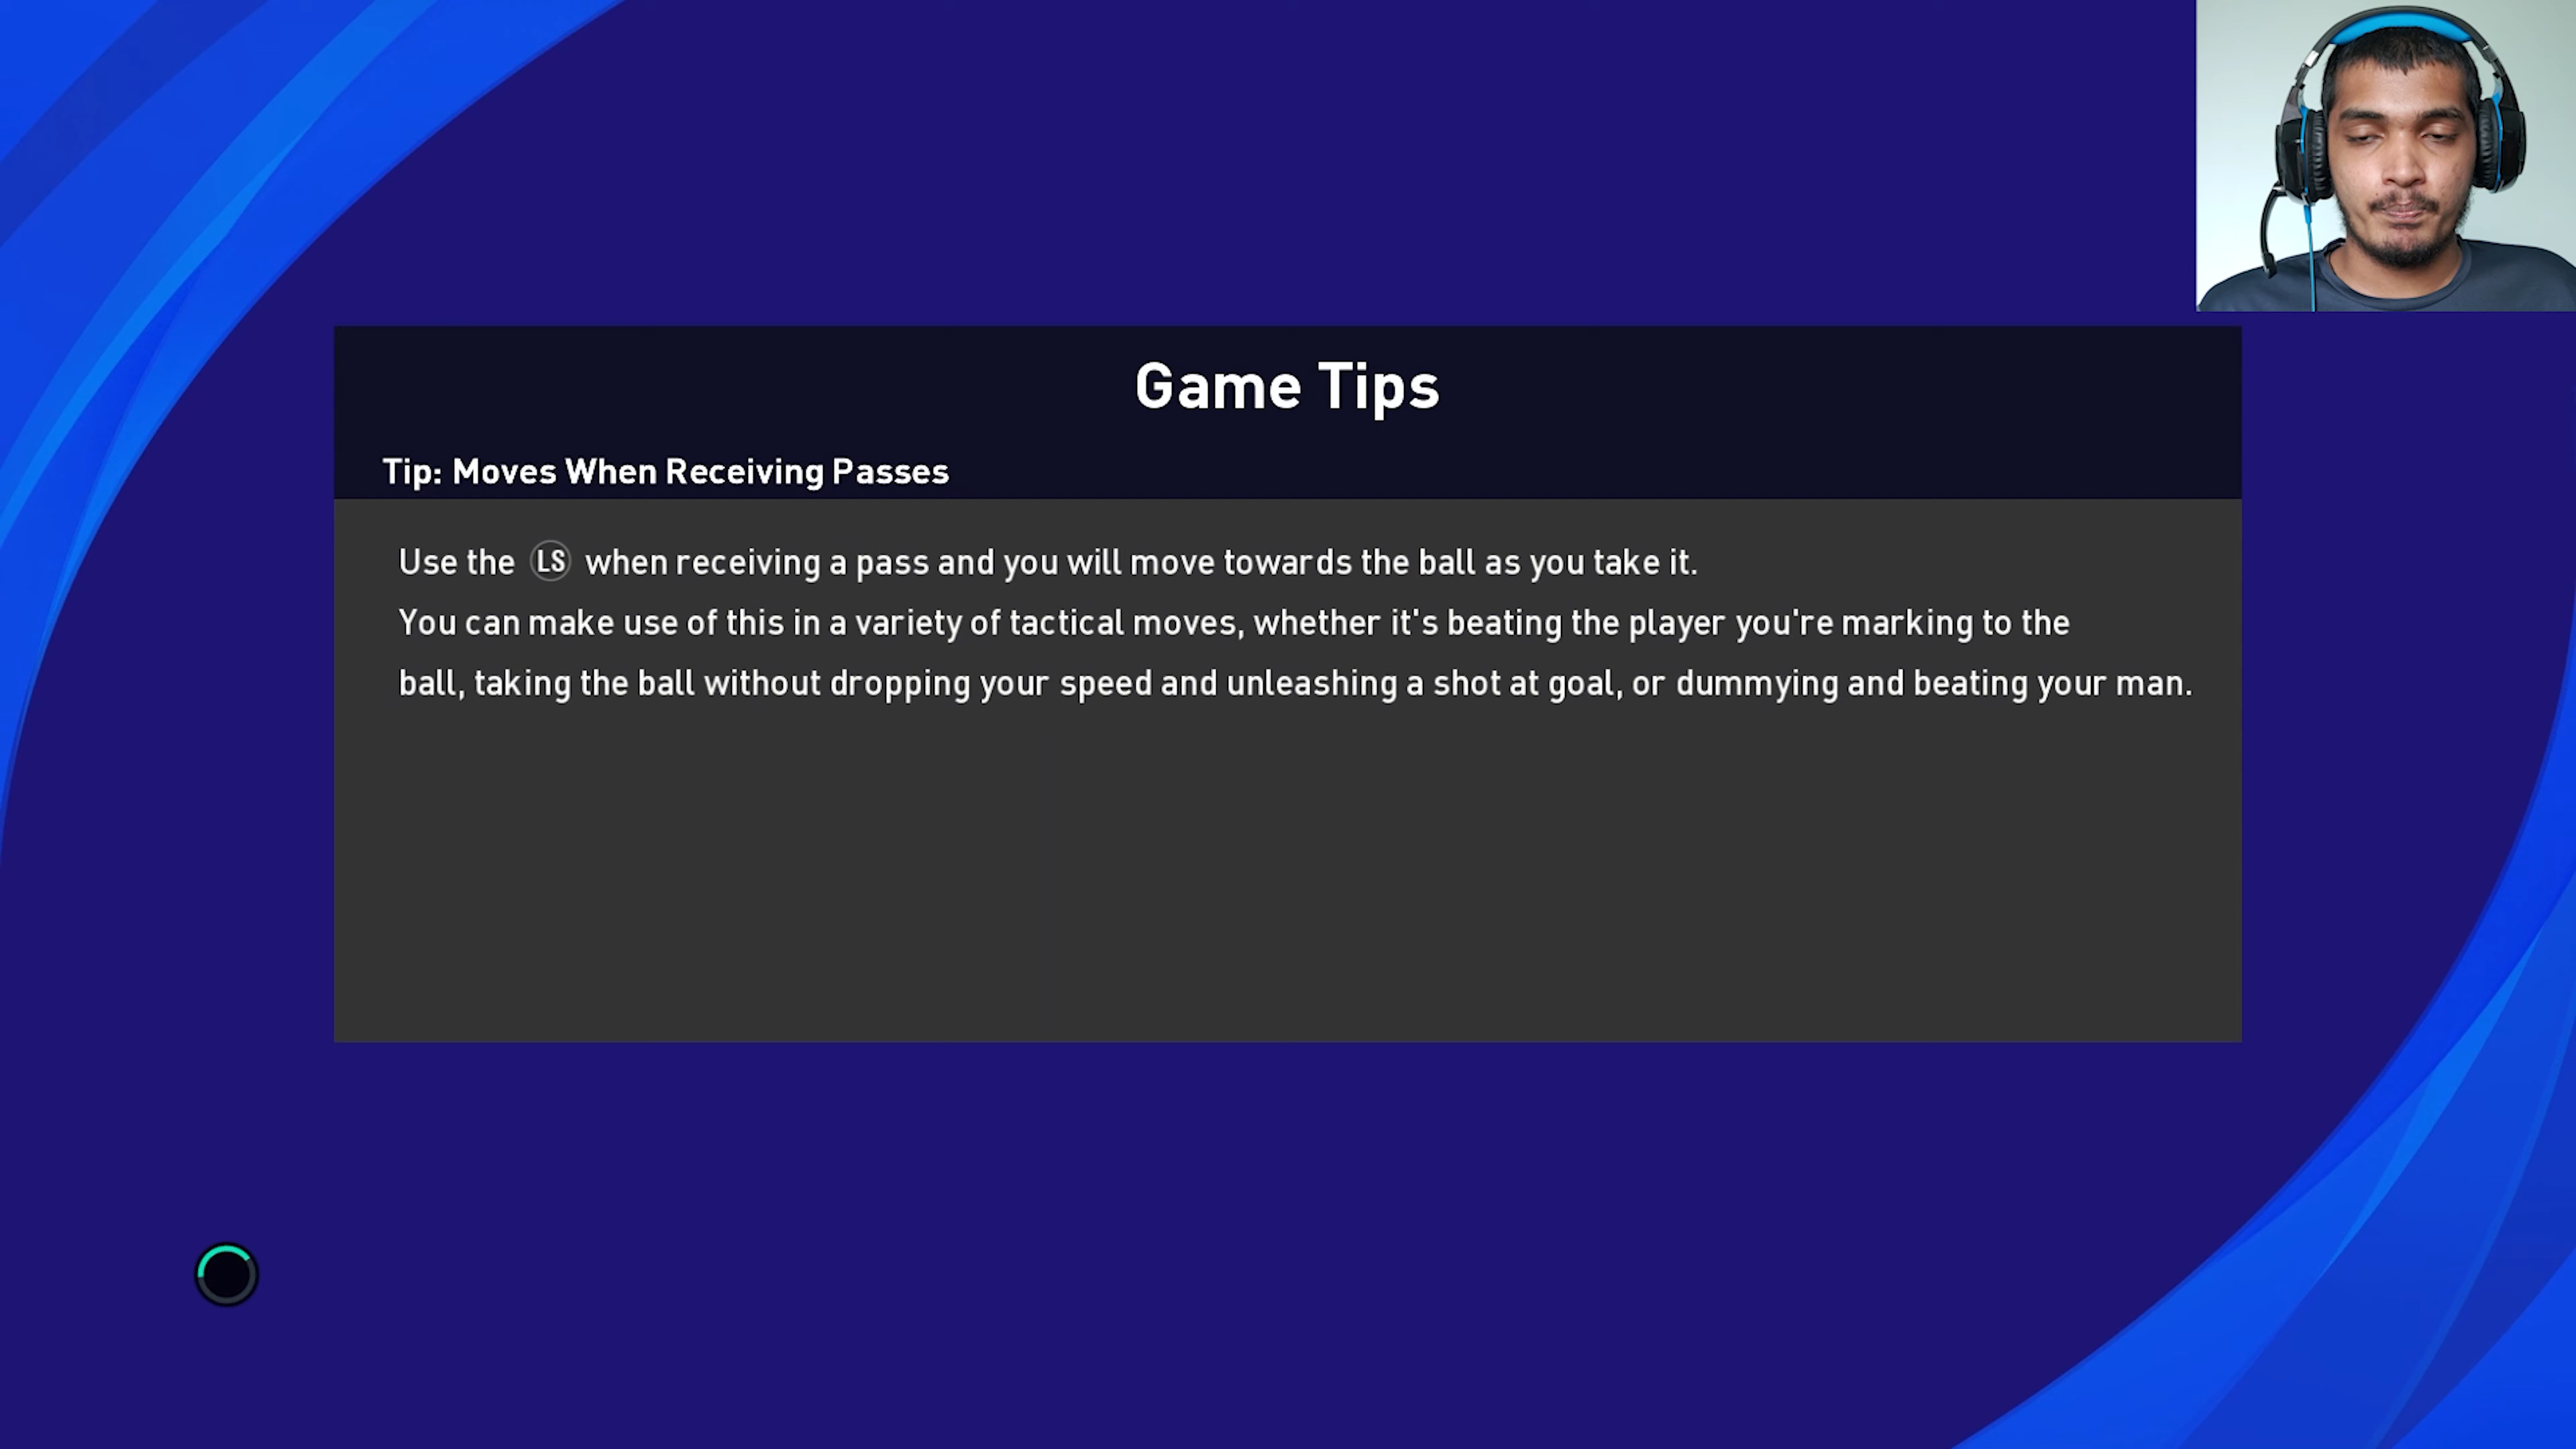 Game Tips
Tip: Moves When Receiving Passes
Use the LS when receiving a pass and you will move towards the ball as you take it.
You can make use of this in a variety of tactical moves, whether it's beating the player you're marking to the
ball, taking the ball without dropping your speed and unleashing a shot at goal, or dummying and beating your man.